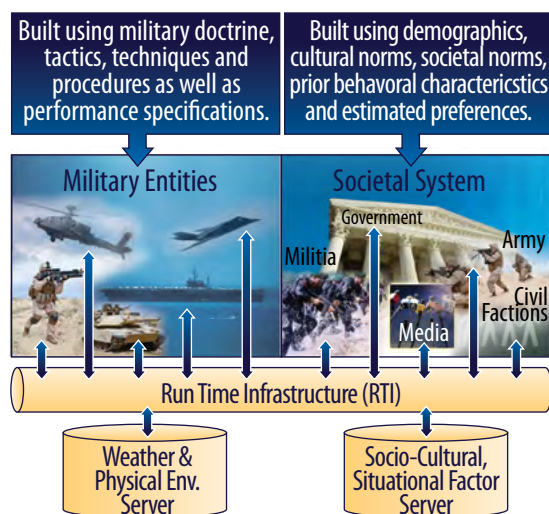 Built using military doctrine,
tactics, techniques and
procedures as well as
performance specifications.
Built using demographics,
cultural norms, societal norms,
prior behavoral charactericstics
and estimated preferences.
Military Entities
Societal System
Government
Militia
Army
Civil
Factions
Media
Run Time Infrastructure (RTI)
Weather &
Physical Env.
Server
Socio-Cultural,
Situational Factor
Server